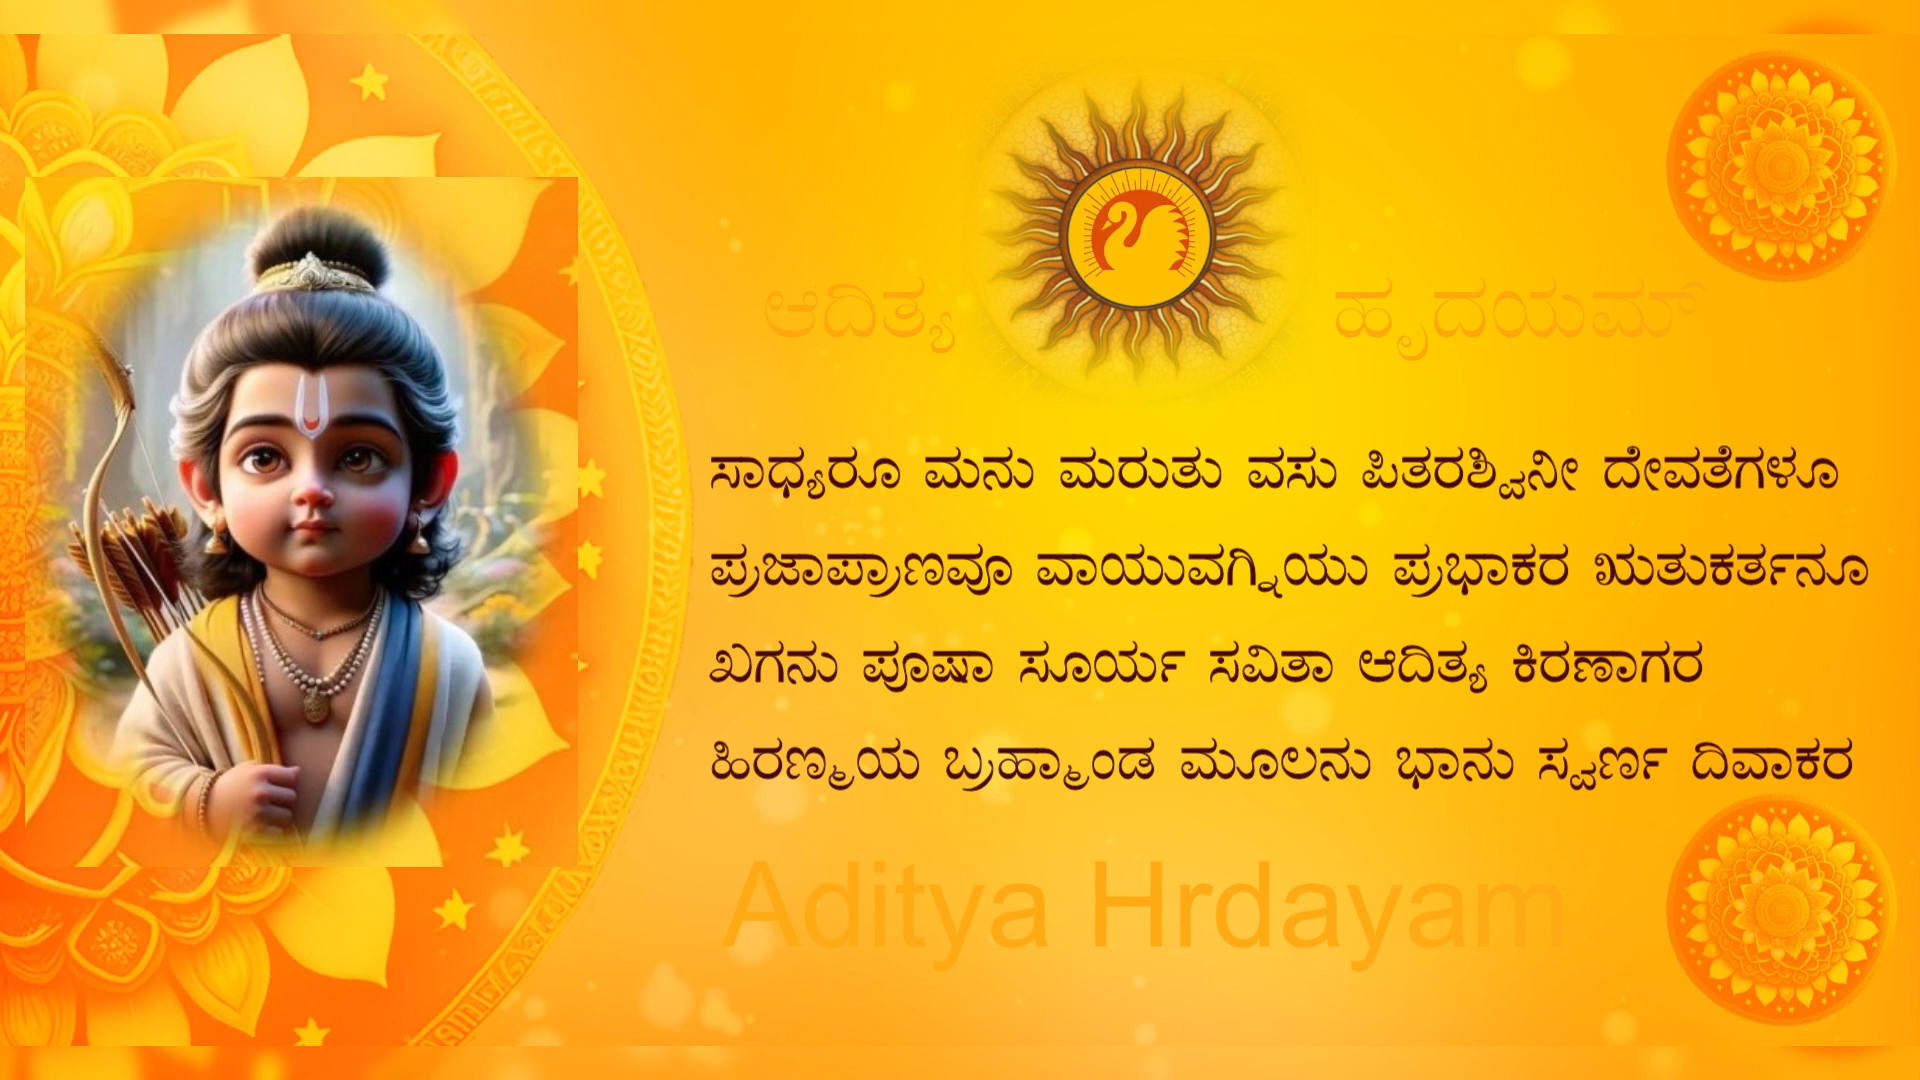 ಆದಿತ್ಯ ಹೃದಯಮ್
ಸಾಧ್ಯರೂ ಮನು ಮರುತು ವಸು ಪಿತರಶ್ವಿನೀ ದೇವತೆಗಳೂ
ಪ್ರಜಾಪ್ರಾಣವೂ ವಾಯುವಗ್ನಿಯು ಪ್ರಭಾಕರ ಋತುಕರ್ತನೂ
ಖಗನು ಪೂಷಾ ಸೂರ್ಯ ಸವಿತಾ ಆದಿತ್ಯ ಕಿರಣಾಗರ
ಹಿರಣ್ಮಯ ಬ್ರಹ್ಮಾಂಡ ಮೂಲನು ಭಾನು ಸ್ವರ್ಣ ದಿವಾಕರ
Aditya Hrdayam